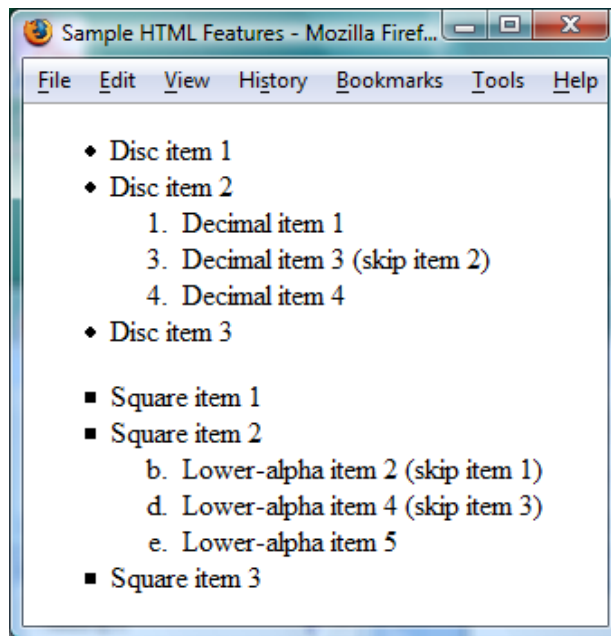 Sample HTML Features - Mozilla Firef...
File Edit View History Bookmarks Tools Help
• Disc item 1
• Disc item 2
1. Decimal item 1
3. Decimal item 3 (skip item 2)
4. Decimal item 4
• Disc item 3
▪ Square item 1
▪ Square item 2
b. Lower-alpha item 2 (skip item 1)
d. Lower-alpha item 4 (skip item 3)
e. Lower-alpha item 5
▪ Square item 3